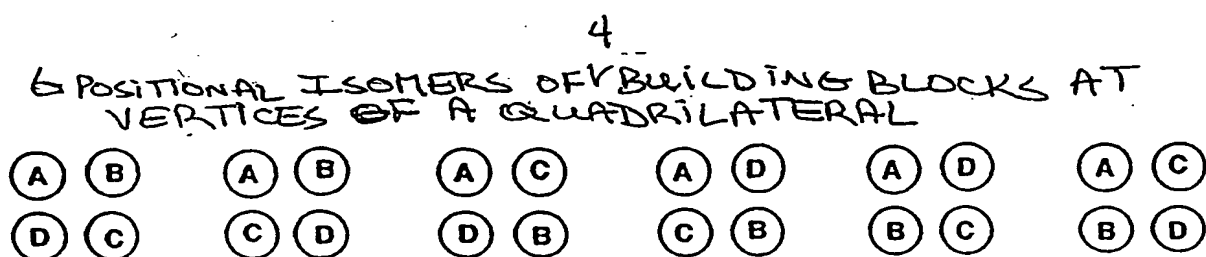 4
6 POSITIONAL ISOMERS OF BUILDING BLOCKS AT
VERTICES OF A QUADRILATERAL
A B A B A C A D A D A C
D C C D D B C B B C B D